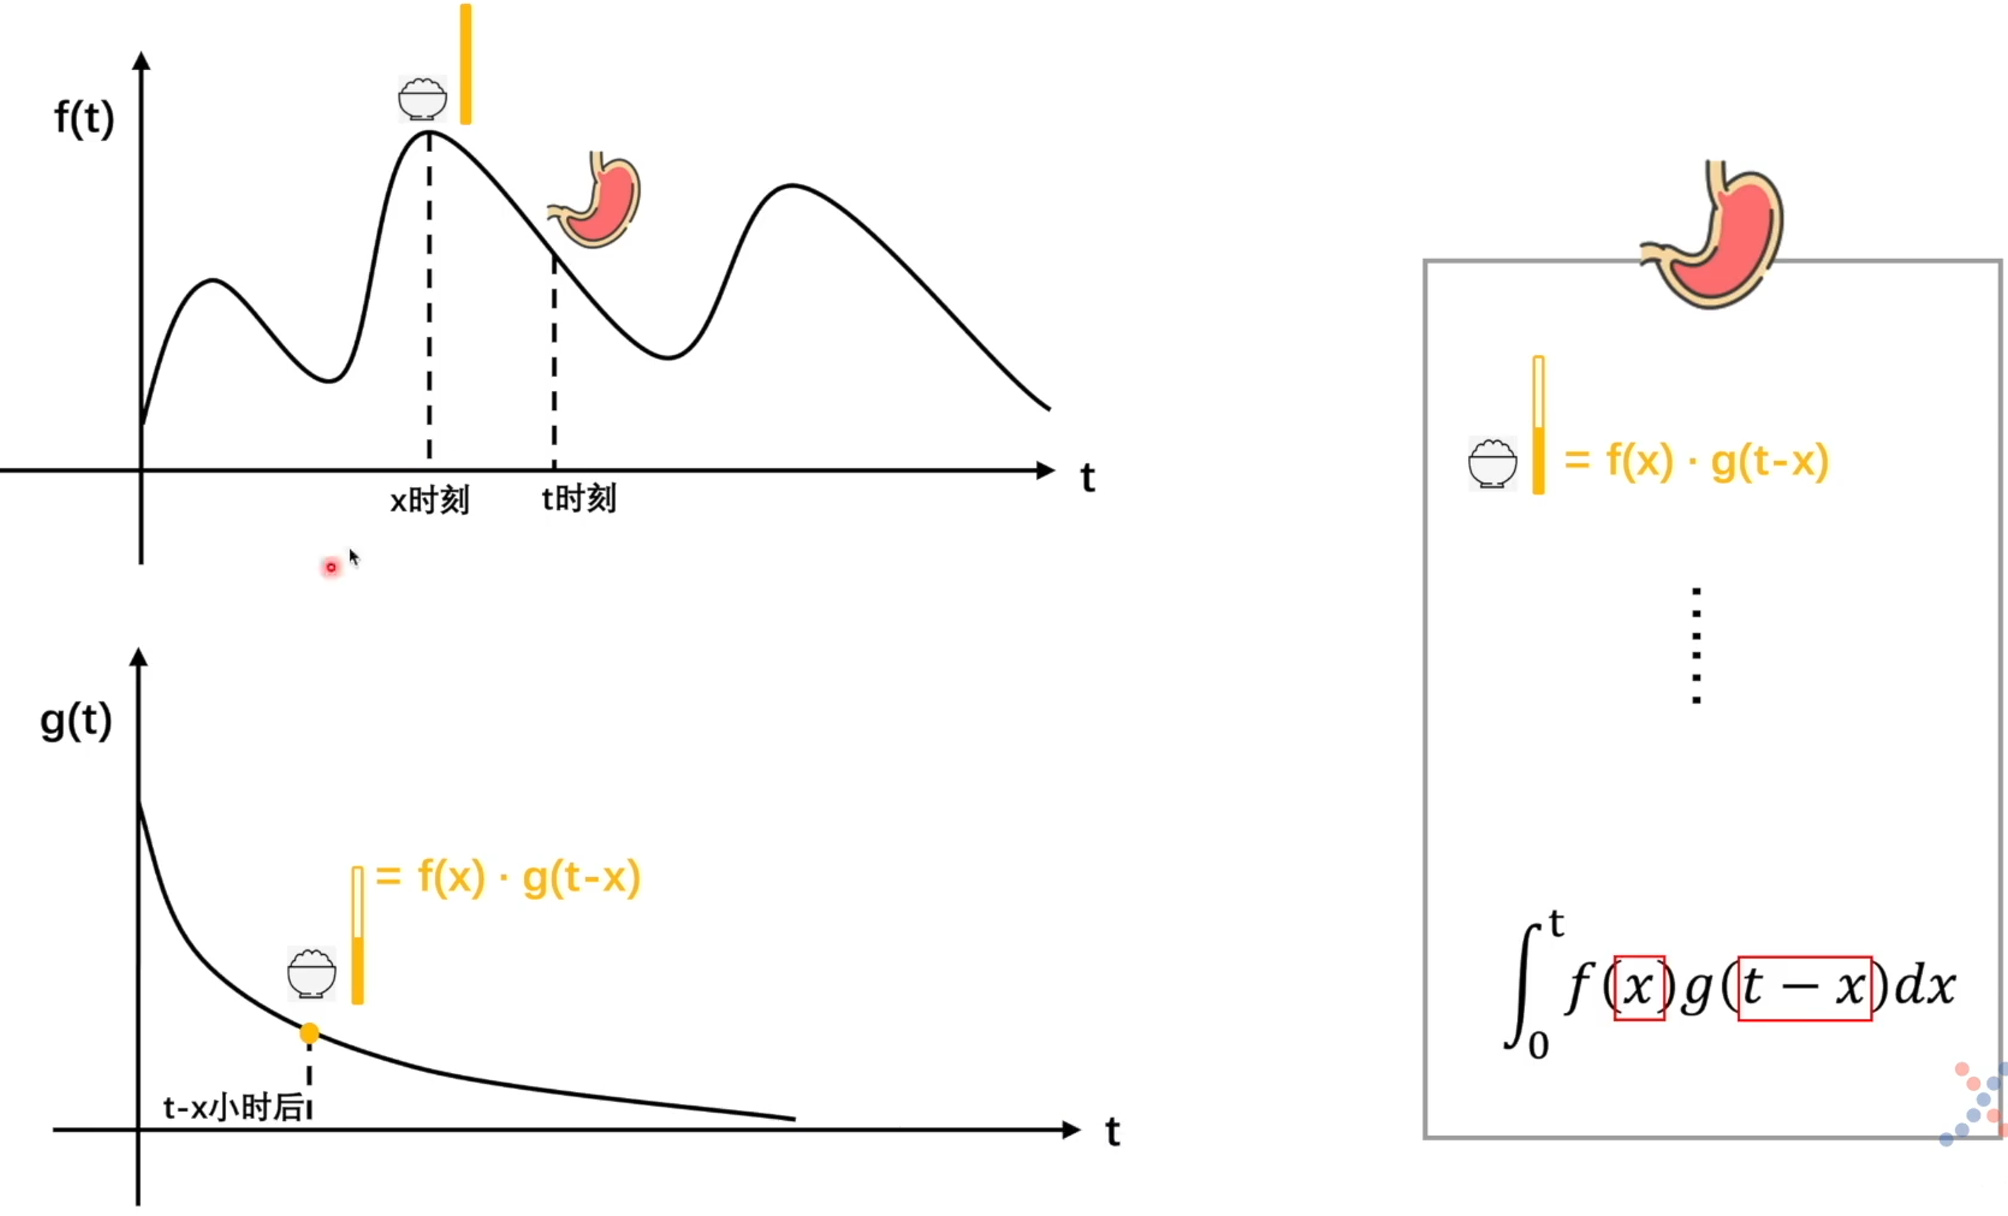 f(t)
x时刻
t时刻
t
g(t)
= f(x) · g(t-x)
t-x小时后
t
= f(x) · g(t-x)
∫₀ᵗ f(x)g(t − x)dx